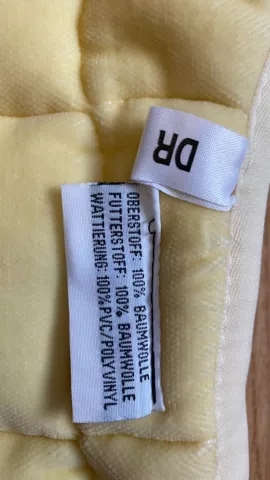 DR
OBERSTOFF: 100% BAUMWOLLE
FUTTERSTOFF: 100% BAUMWOLLE
WATTIERUNG: 100% PVC/POLYVINYL